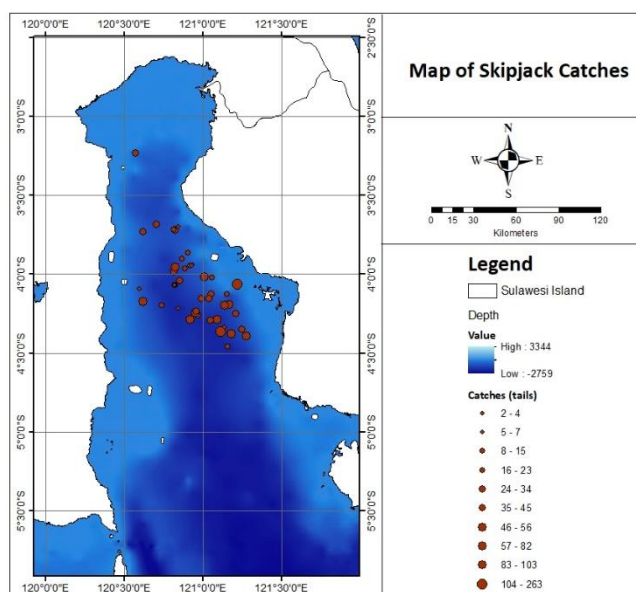 120°0'0"E 120°30'0"E 121°0'0"E 121°30'0"E
2°30'0"S
3°0'0"S
3°30'0"S
4°0'0"S
4°30'0"S
5°0'0"S
5°30'0"S
2°30'0"S
3°0'0"S
3°30'0"S
4°0'0"S
4°30'0"S
5°0'0"S
5°30'0"S
120°0'0"E 120°30'0"E 121°0'0"E 121°30'0"E
Map of Skipjack Catches
N
W E
S
0 15 30 60 90 120
Kilometers
Legend
Sulawesi Island
Depth
Value
High : 3344
Low : -2759
Catches (tails)
2 - 4
5 - 7
8 - 15
16 - 23
24 - 34
35 - 45
46 - 56
57 - 82
83 - 103
104 - 263